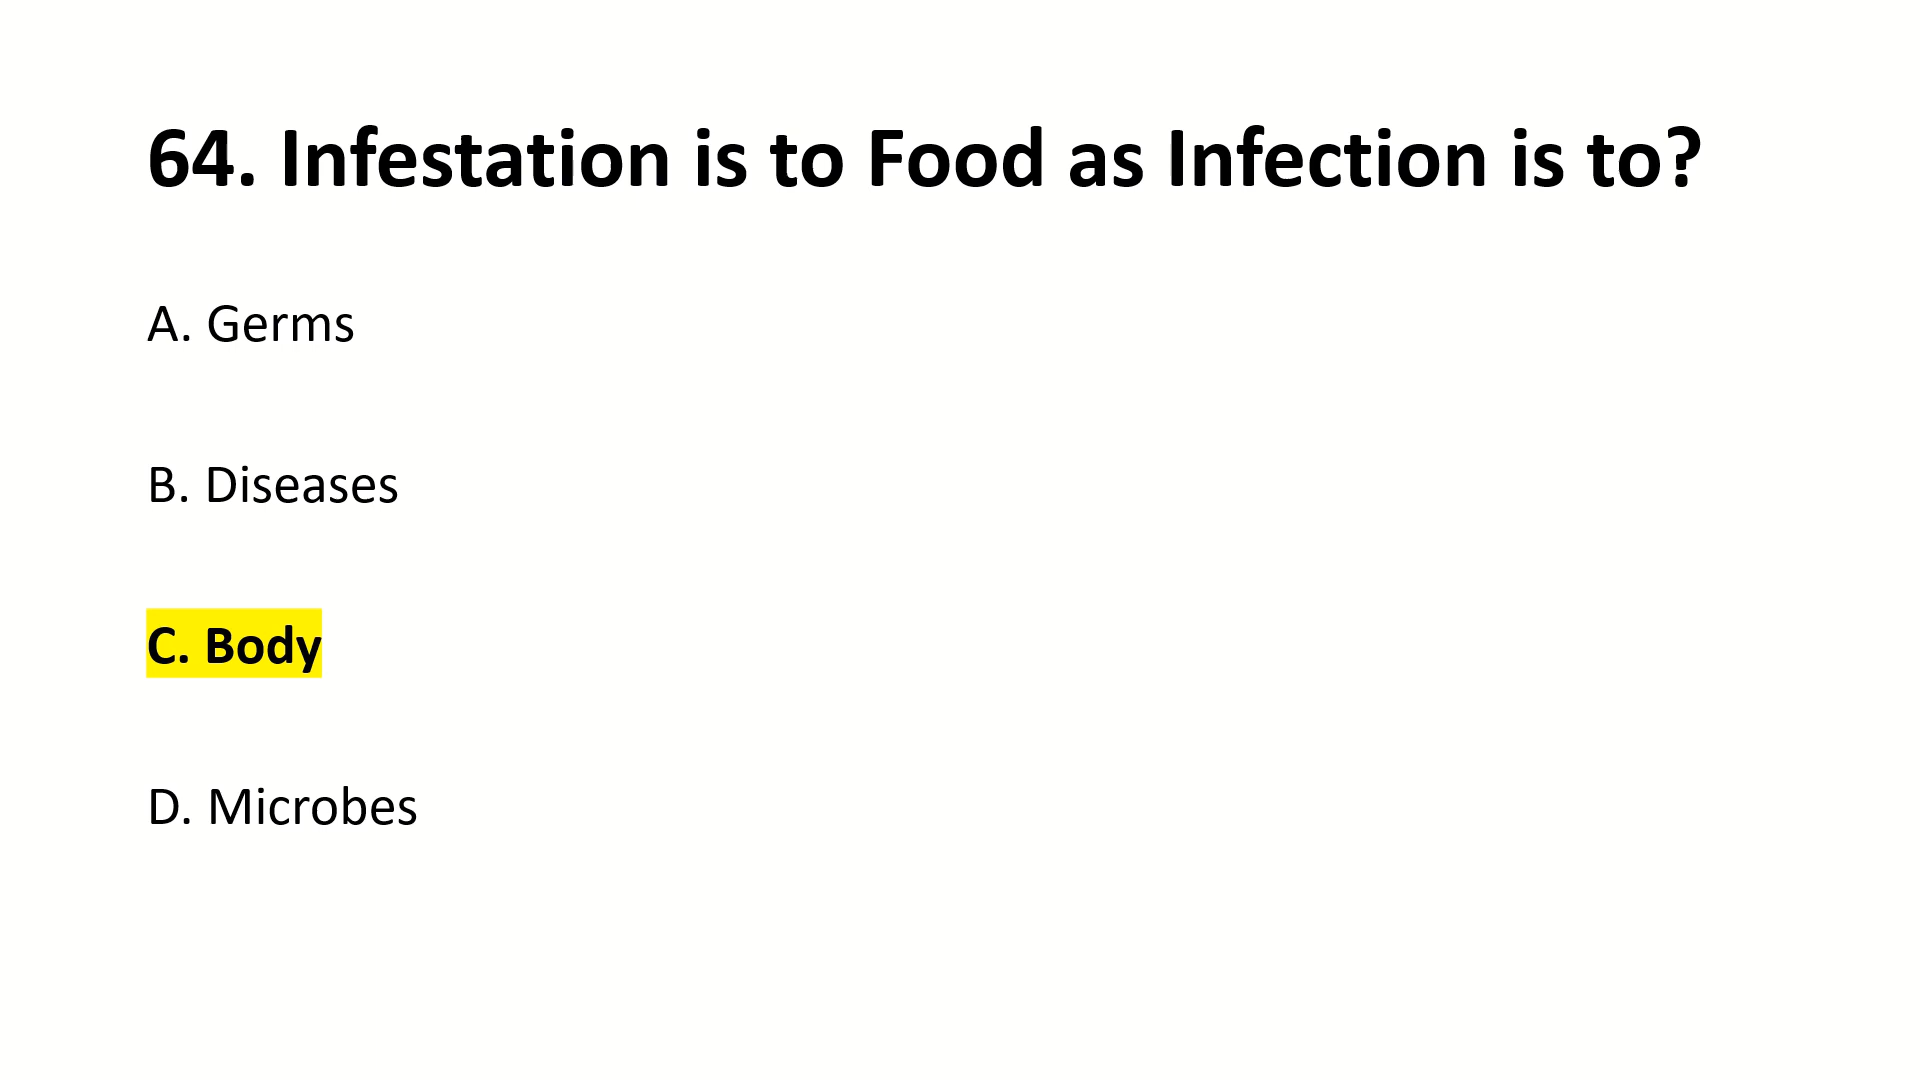 64. Infestation is to Food as Infection is to?
A. Germs
B. Diseases
C. Body
D. Microbes